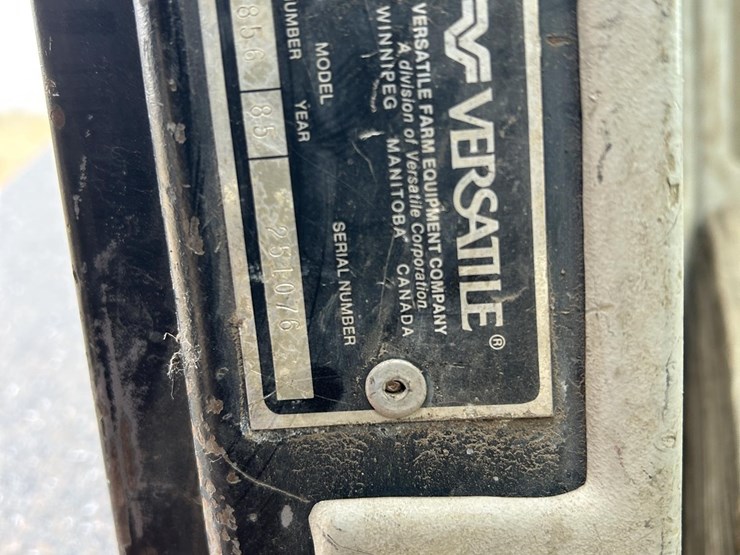 VERSATILE®
VERSATILE FARM EQUIPMENT COMPANY
A division of Versatile Corporation
WINNIPEG MANITOBA CANADA
MODEL
NUMBER YEAR SERIAL NUMBER
856 85 251076